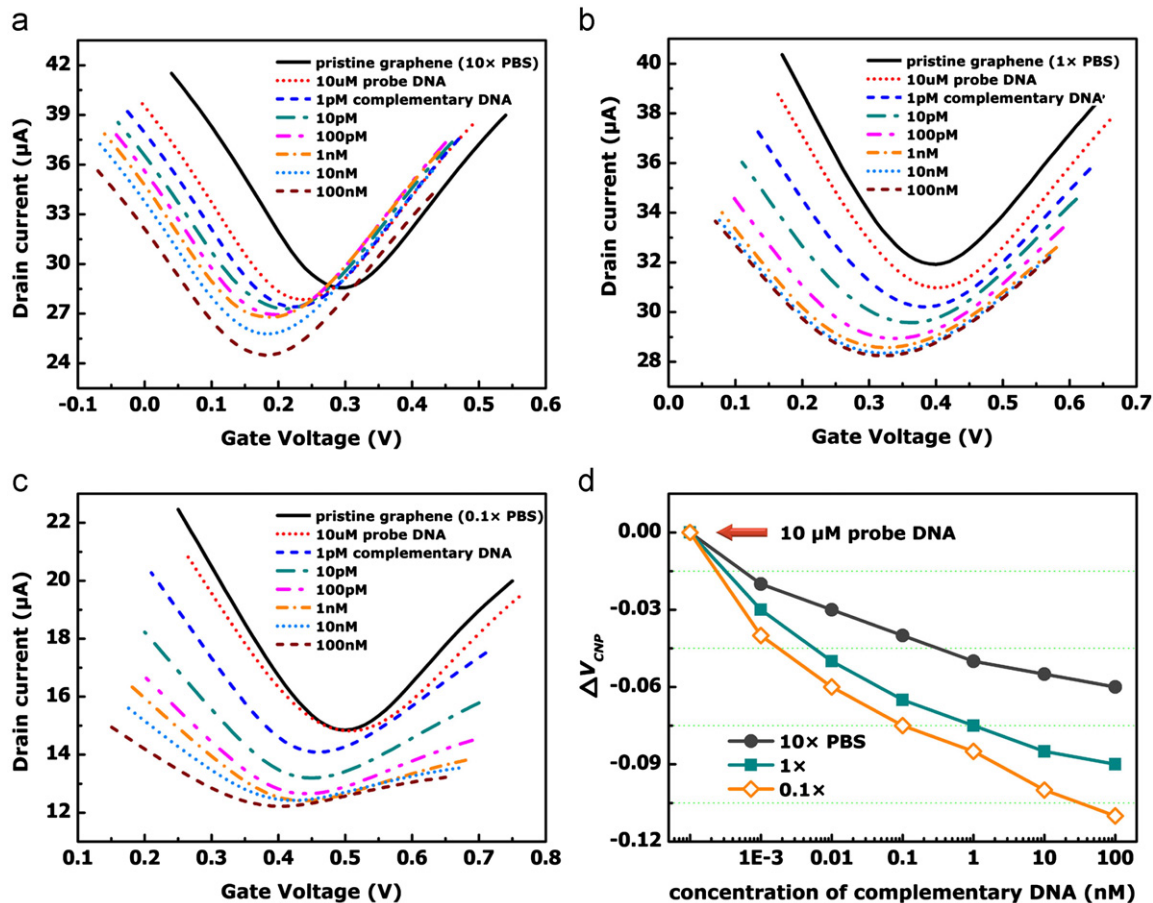 a
42
39
36
33
30
27
24
Drain current (μA)
pristine graphene (10× PBS)
10uM probe DNA
1pM complementary DNA
10pM
100pM
1nM
10nM
100nM
-0.1 0.0 0.1 0.2 0.3 0.4 0.5 0.6
Gate Voltage (V)
b
40
38
36
34
32
30
28
Drain current (μA)
pristine graphene (1× PBS)
10uM probe DNA
1pM complementary DNA
10pM
100pM
1nM
10nM
100nM
0.0 0.1 0.2 0.3 0.4 0.5 0.6 0.7
Gate Voltage (V)
c
22
20
18
16
14
12
Drain current (μA)
pristine graphene (0.1× PBS)
10uM probe DNA
1pM complementary DNA
10pM
100pM
1nM
10nM
100nM
0.1 0.2 0.3 0.4 0.5 0.6 0.7 0.8
Gate Voltage (V)
d
0.00
-0.03
-0.06
-0.09
-0.12
ΔVCNP
10 μM probe DNA
10× PBS
1×
0.1×
1E-3 0.01 0.1 1 10 100
concentration of complementary DNA (nM)